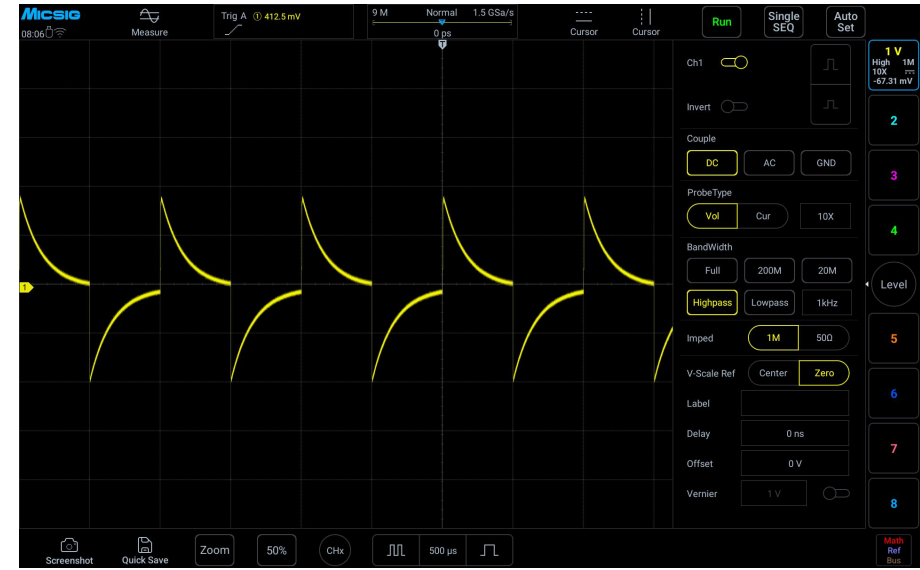 Micsig
08:06
Measure
Trig A ① 412.5 mV
9 M Normal 1.5 GSa/s
0 ps
T
Cursor
Cursor
Run
Single
SEQ
Auto
Set
1 V
High 1M
10X
-67.31 mV
Ch1
Invert
2
Couple
DC AC GND
3
ProbeType
Vol Cur 10X
4
BandWidth
Full 200M 20M
Level
1
Highpass Lowpass 1kHz
Imped 1M 50Ω
5
V-Scale Ref Center Zero
6
Label
Delay 0 ns
7
Offset 0 V
Vernier 1 V
8
Screenshot
Quick Save
Zoom
50%
CHx
500 µs
Math
Ref
Bus